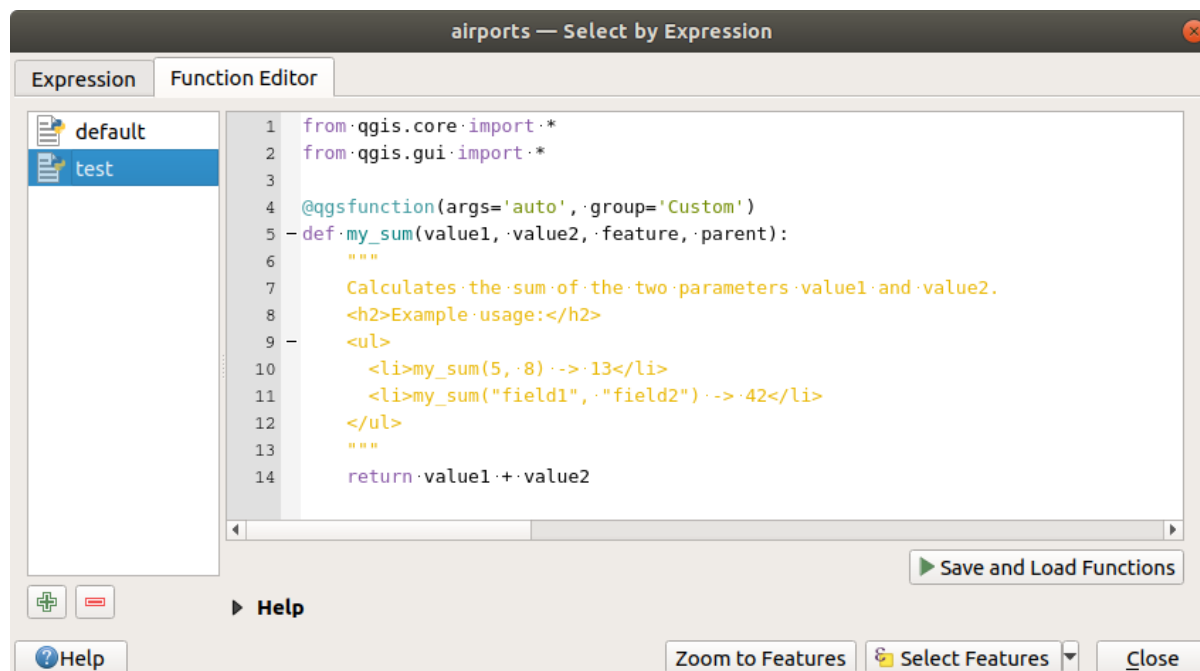 airports — Select by Expression
Expression
Function Editor
default
test
1 from qgis.core import *
2 from qgis.gui import *
3
4 @qgsfunction(args='auto', group='Custom')
5 def my_sum(value1, value2, feature, parent):
6 """
7 Calculates the sum of the two parameters value1 and value2.
8 <h2>Example usage:</h2>
9 <ul>
10 <li>my_sum(5, 8) -> 13</li>
11 <li>my_sum("field1", "field2") -> 42</li>
12 </ul>
13 """
14 return value1 + value2
Save and Load Functions
Help
Help
Zoom to Features
Select Features
Close